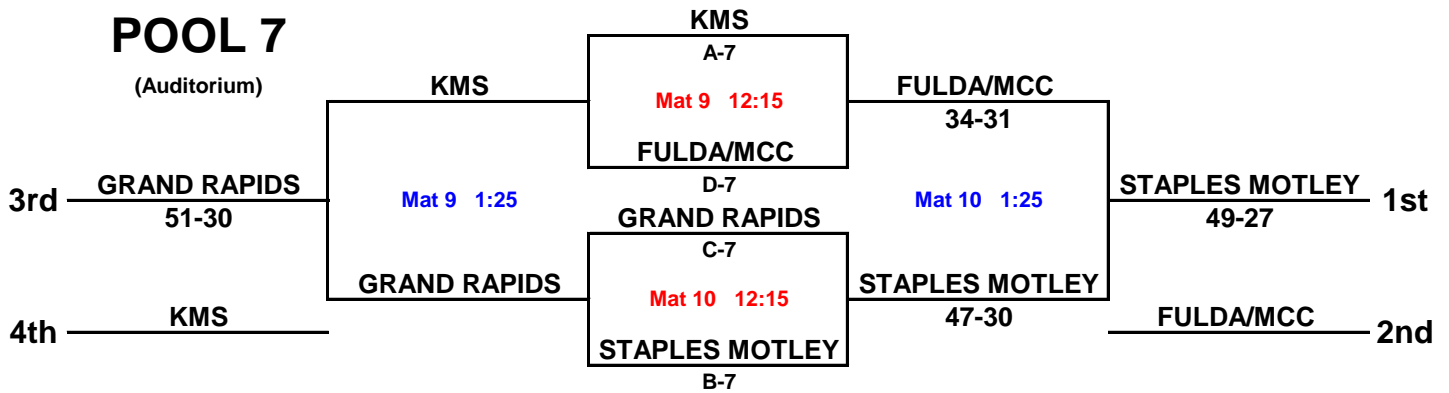 POOL 7
(Auditorium)
KMS
A-7
KMS
Mat 9 12:15
FULDA/MCC
34-31
FULDA/MCC
D-7
3rd
GRAND RAPIDS
51-30
Mat 9 1:25
Mat 10 1:25
STAPLES MOTLEY
49-27
1st
GRAND RAPIDS
C-7
GRAND RAPIDS
Mat 10 12:15
STAPLES MOTLEY
47-30
4th
KMS
FULDA/MCC
2nd
STAPLES MOTLEY
B-7